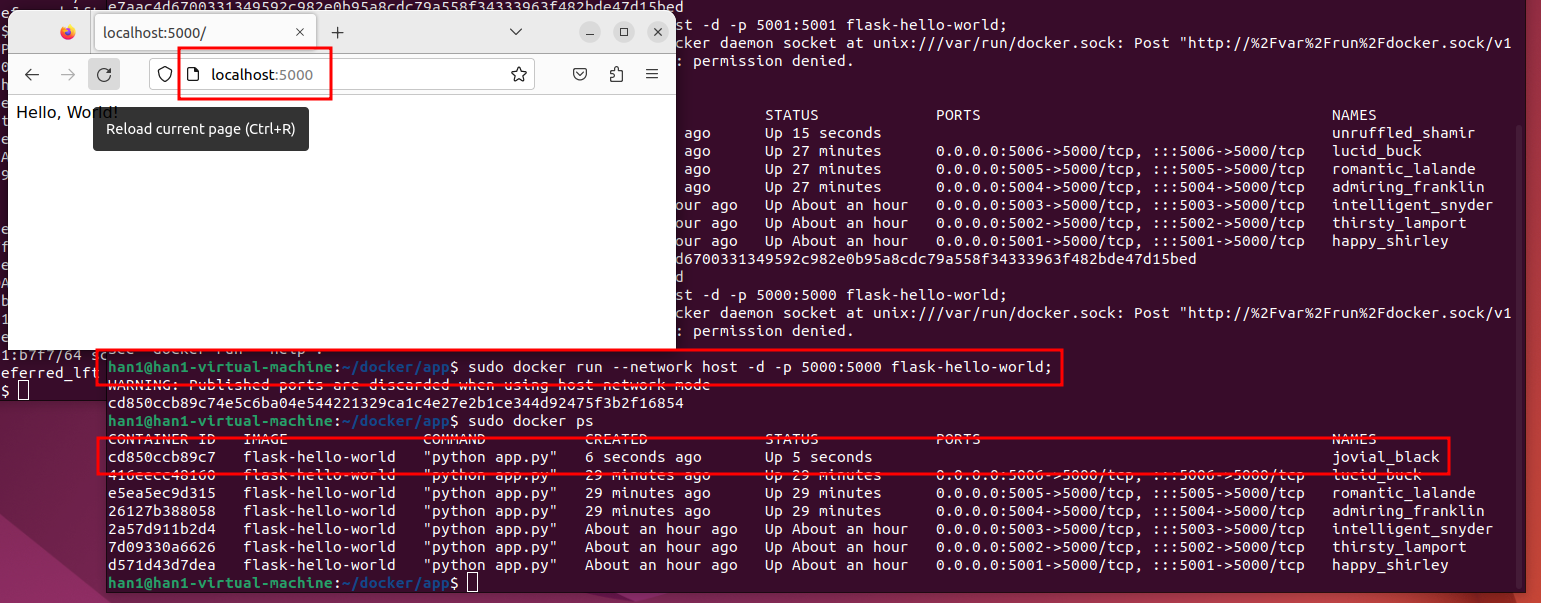 e7aac4d6700331349592c982e0b95a8cdc79a558f34333963f482bde47d15bed
localhost:5000/
st -d -p 5001:5001 flask-hello-world;
cker daemon socket at unix:///var/run/docker.sock: Post "http://%2Fvar%2Frun%2Fdocker.sock/v1
: permission denied.
localhost:5000
Hello, World!
Reload current page (Ctrl+R)
STATUS PORTS NAMES
ago Up 15 seconds unruffled_shamir
ago Up 27 minutes 0.0.0.0:5006->5000/tcp, :::5006->5000/tcp lucid_buck
ago Up 27 minutes 0.0.0.0:5005->5000/tcp, :::5005->5000/tcp romantic_lalande
ago Up 27 minutes 0.0.0.0:5004->5000/tcp, :::5004->5000/tcp admiring_franklin
our ago Up About an hour 0.0.0.0:5003->5000/tcp, :::5003->5000/tcp intelligent_snyder
our ago Up About an hour 0.0.0.0:5002->5000/tcp, :::5002->5000/tcp thirsty_lamport
our ago Up About an hour 0.0.0.0:5001->5000/tcp, :::5001->5000/tcp happy_shirley
d6700331349592c982e0b95a8cdc79a558f34333963f482bde47d15bed
d
st -d -p 5000:5000 flask-hello-world;
cker daemon socket at unix:///var/run/docker.sock: Post "http://%2Fvar%2Frun%2Fdocker.sock/v1
: permission denied.
1:b7f7/64 sc
eferred_lft
$
han1@han1-virtual-machine:~/docker/app$ sudo docker run --network host -d -p 5000:5000 flask-hello-world;
WARNING: Published ports are discarded when using host network mode
cd850ccb89c74e5c6ba04e544221329ca1c4e27e2b1ce344d92475f3b2f16854
han1@han1-virtual-machine:~/docker/app$ sudo docker ps
CONTAINER ID IMAGE COMMAND CREATED STATUS PORTS NAMES
cd850ccb89c7 flask-hello-world "python app.py" 6 seconds ago Up 5 seconds jovial_black
416eeccc48160 flask-hello-world "python app.py" 29 minutes ago Up 29 minutes 0.0.0.0:5006->5000/tcp, :::5006->5000/tcp lucid_buck
e5ea5ec9d315 flask-hello-world "python app.py" 29 minutes ago Up 29 minutes 0.0.0.0:5005->5000/tcp, :::5005->5000/tcp romantic_lalande
26127b388058 flask-hello-world "python app.py" 29 minutes ago Up 29 minutes 0.0.0.0:5004->5000/tcp, :::5004->5000/tcp admiring_franklin
2a57d911b2d4 flask-hello-world "python app.py" About an hour ago Up About an hour 0.0.0.0:5003->5000/tcp, :::5003->5000/tcp intelligent_snyder
7d09330a6626 flask-hello-world "python app.py" About an hour ago Up About an hour 0.0.0.0:5002->5000/tcp, :::5002->5000/tcp thirsty_lamport
d571d43d7dea flask-hello-world "python app.py" About an hour ago Up About an hour 0.0.0.0:5001->5000/tcp, :::5001->5000/tcp happy_shirley
han1@han1-virtual-machine:~/docker/app$